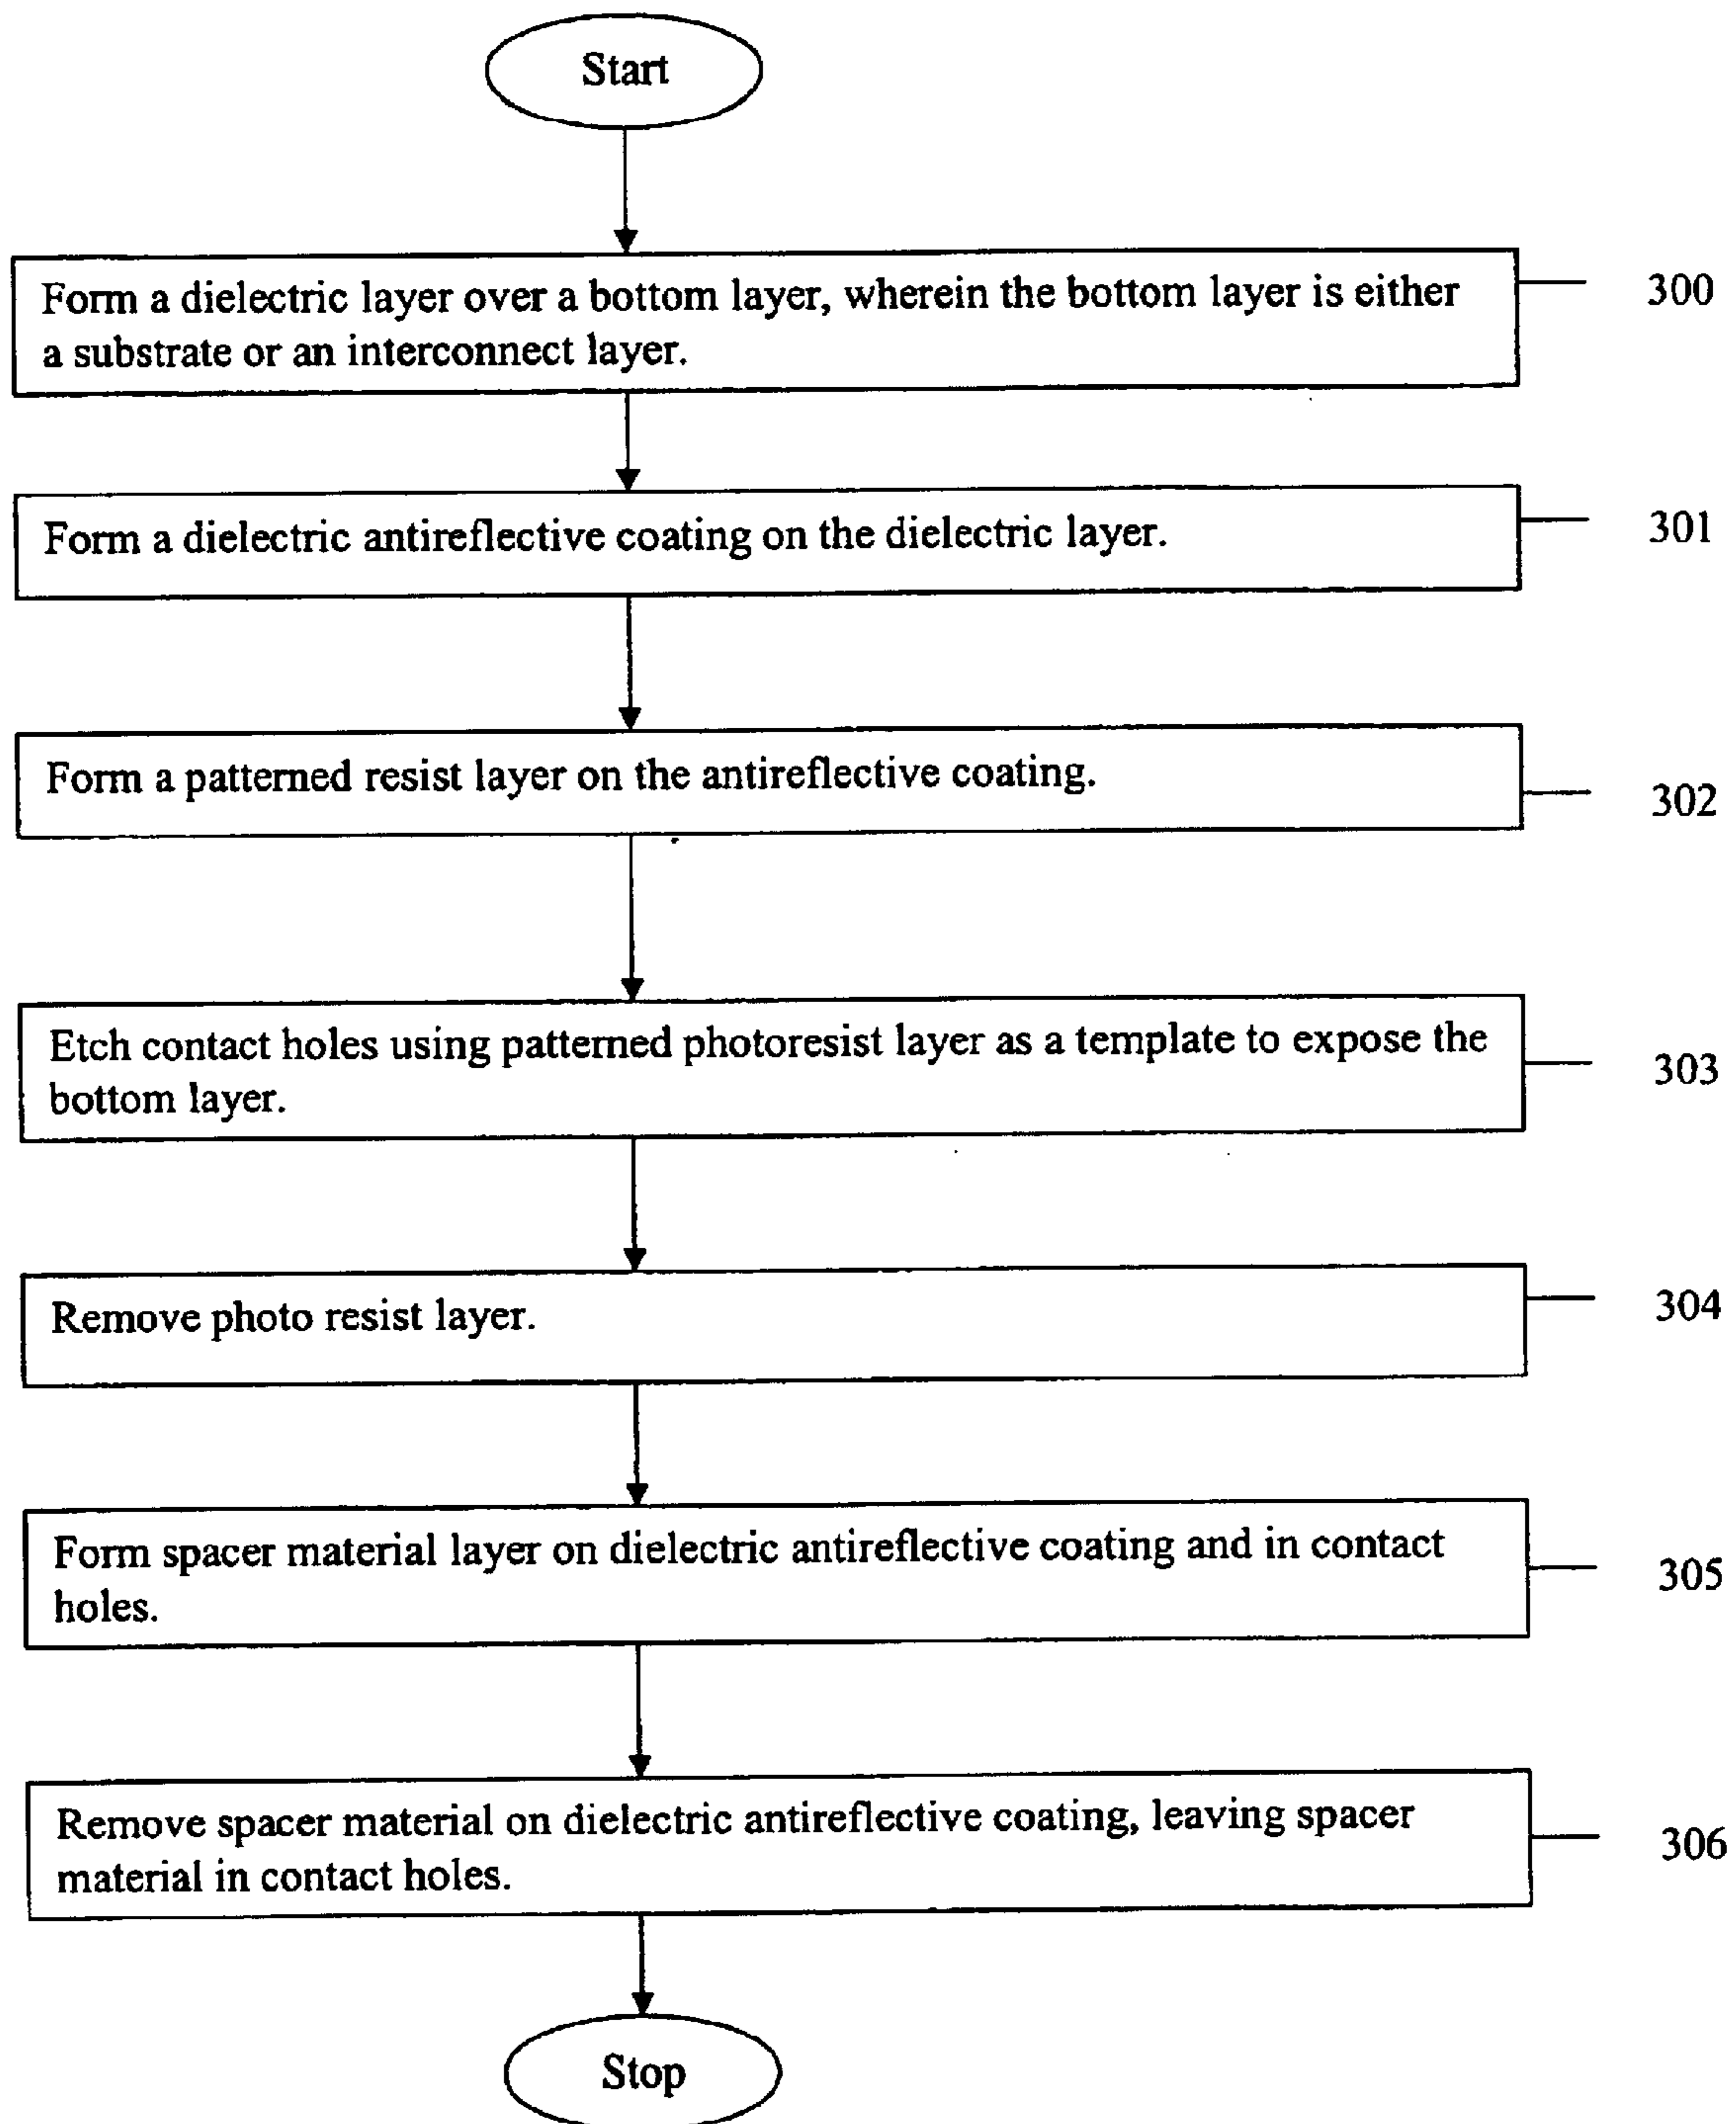 Start
Form a dielectric layer over a bottom layer, wherein the bottom layer is either
a substrate or an interconnect layer.
300
Form a dielectric antireflective coating on the dielectric layer.
301
Form a patterned resist layer on the antireflective coating.
302
Etch contact holes using patterned photoresist layer as a template to expose the
bottom layer.
303
Remove photo resist layer.
304
Form spacer material layer on dielectric antireflective coating and in contact
holes.
305
Remove spacer material on dielectric antireflective coating, leaving spacer
material in contact holes.
306
Stop